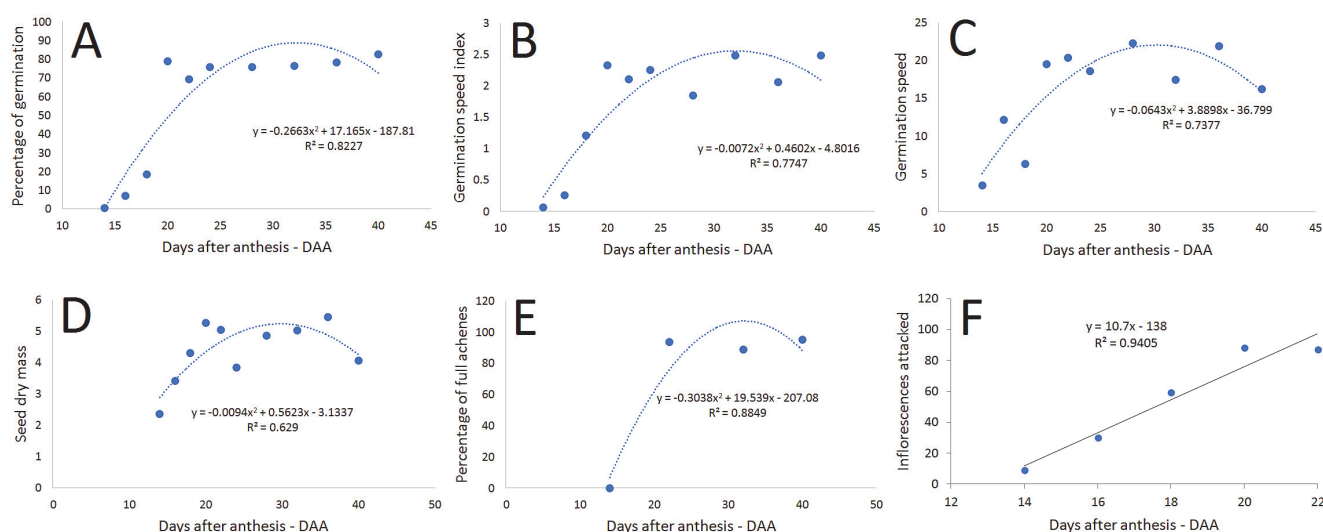 A
Percentage of germination
100
90
80
70
60
50
40
30
20
10
0
y = -0.2663x² + 17.165x - 187.81
R² = 0.8227
10 15 20 25 30 35 40 45
Days after anthesis - DAA
B
Germination speed index
3
2.5
2
1.5
1
0.5
0
y = -0.0072x² + 0.4602x - 4.8016
R² = 0.7747
10 15 20 25 30 35 40 45
Days after anthesis - DAA
C
Germination speed
25
20
15
10
5
0
y = -0.0643x² + 3.8898x - 36.799
R² = 0.7377
10 15 20 25 30 35 40 45
Days after anthesis - DAA
D
Seed dry mass
6
5
4
3
2
1
0
y = -0.0094x² + 0.5623x - 3.1337
R² = 0.629
0 10 20 30 40 50
Days after anthesis - DAA
E
Percentage of full achenes
120
100
80
60
40
20
0
y = -0.3038x² + 19.539x - 207.08
R² = 0.8849
0 10 20 30 40 50
Days after anthesis - DAA
F
Inflorescences attacked
120
100
80
60
40
20
0
y = 10.7x - 138
R² = 0.9405
12 14 16 18 20 22
Days after anthesis - DAA